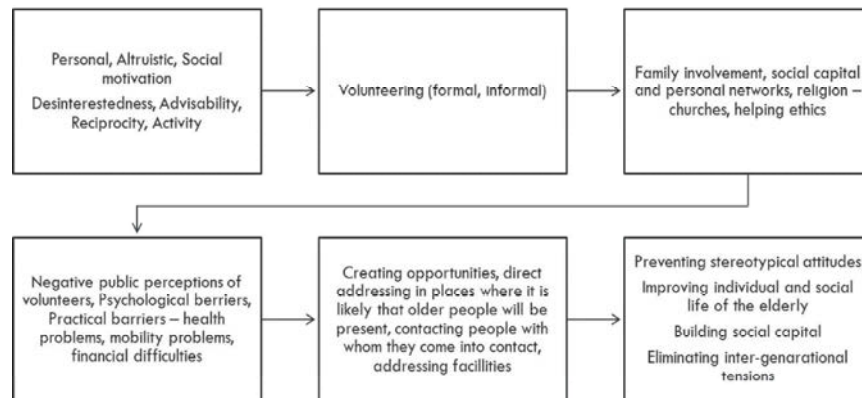 Personal, Altruistic, Social
motivation
Desinterestedness, Advisability,
Reciprocity, Activity
Volunteering (formal, informal)
Family involvement, social capital
and personal networks, religion –
churches, helping ethics
Negative public perceptions of
volunteers, Psychological berriers,
Practical barriers – health
problems, mobility problems,
financial difficulties
Creating opportunities, direct
addressing in places where it is
likely that older people will be
present, contacting people with
whom they come into contact,
addressing facillities
Preventing stereotypical attitudes
Improving individual and social
life of the elderly
Building social capital
Eliminating inter-genarational
tensions